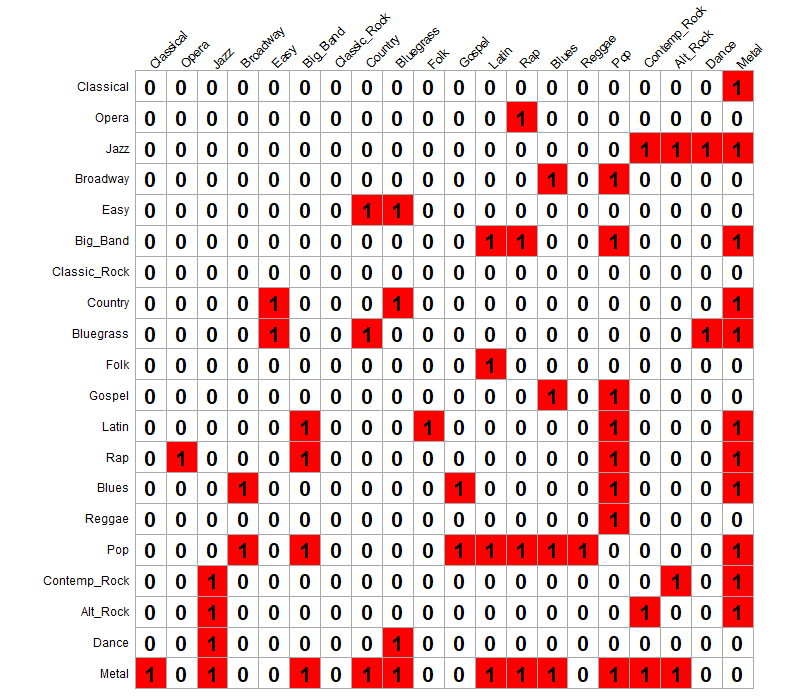 Classical Opera Jazz Broadway Easy Big_Band Classic_Rock Country Bluegrass Folk Gospel Latin Rap Blues Reggae Pop Contemp_Rock Alt_Rock Dance Metal
Classical 0 0 0 0 0 0 0 0 0 0 0 0 0 0 0 0 0 0 0 1
Opera 0 0 0 0 0 0 0 0 0 0 0 0 1 0 0 0 0 0 0 0
Jazz 0 0 0 0 0 0 0 0 0 0 0 0 0 0 0 0 1 1 1 1
Broadway 0 0 0 0 0 0 0 0 0 0 0 0 0 1 0 1 0 0 0 0
Easy 0 0 0 0 0 0 0 1 1 0 0 0 0 0 0 0 0 0 0 0
Big_Band 0 0 0 0 0 0 0 0 0 0 0 1 1 0 0 1 0 0 0 1
Classic_Rock 0 0 0 0 0 0 0 0 0 0 0 0 0 0 0 0 0 0 0 0
Country 0 0 0 0 1 0 0 0 1 0 0 0 0 0 0 0 0 0 0 1
Bluegrass 0 0 0 0 1 0 0 1 0 0 0 0 0 0 0 0 0 0 1 1
Folk 0 0 0 0 0 0 0 0 0 0 0 1 0 0 0 0 0 0 0 0
Gospel 0 0 0 0 0 0 0 0 0 0 0 0 0 1 0 1 0 0 0 0
Latin 0 0 0 0 0 1 0 0 0 1 0 0 0 0 0 1 0 0 0 1
Rap 0 1 0 0 0 1 0 0 0 0 0 0 0 0 0 1 0 0 0 1
Blues 0 0 0 1 0 0 0 0 0 0 1 0 0 0 0 1 0 0 0 1
Reggae 0 0 0 0 0 0 0 0 0 0 0 0 0 0 0 1 0 0 0 0
Pop 0 0 0 1 0 1 0 0 0 0 1 1 1 1 1 0 0 0 0 1
Contemp_Rock 0 0 1 0 0 0 0 0 0 0 0 0 0 0 0 0 0 1 0 1
Alt_Rock 0 0 1 0 0 0 0 0 0 0 0 0 0 0 0 0 1 0 0 1
Dance 0 0 1 0 0 0 0 0 1 0 0 0 0 0 0 0 0 0 0 0
Metal 1 0 1 0 0 1 0 1 1 0 0 1 1 1 0 1 1 1 0 0